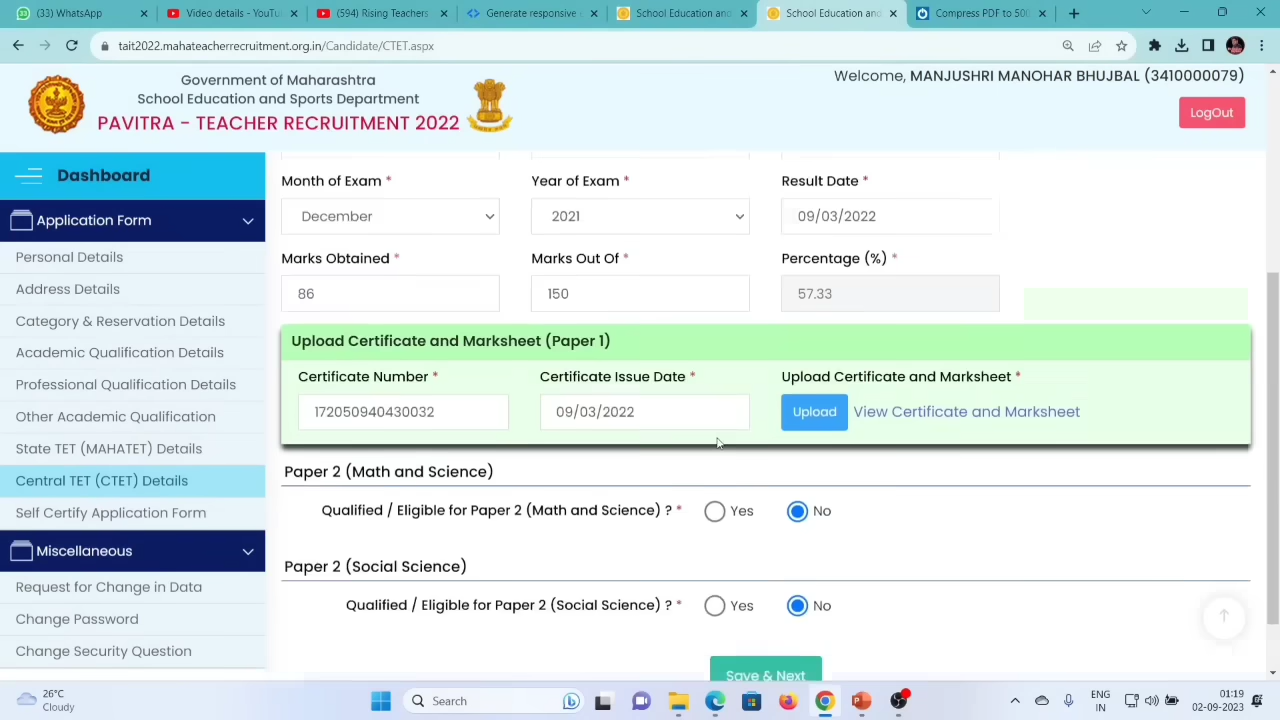 (33) WhatsApp
PAVITRA
Video details - YouTu
(594) Rising Teachers
Generate responsive c
School Education and
School Education and
Compress PDF to 500
tait2022.mahateacherrecruitment.org.in/Candidate/CTET.aspx
Government of Maharashtra
School Education and Sports Department
PAVITRA - TEACHER RECRUITMENT 2022
Welcome, MANJUSHRI MANOHAR BHUJBAL (3410000079)
LogOut
Dashboard
Application Form
Personal Details
Address Details
Category & Reservation Details
Academic Qualification Details
Professional Qualification Details
Other Academic Qualification
State TET (MAHATET) Details
Central TET (CTET) Details
Self Certify Application Form
Miscellaneous
Request for Change in Data
Change Password
Change Security Question
Month of Exam *
Year of Exam *
Result Date *
December
2021
09/03/2022
Marks Obtained *
Marks Out Of *
Percentage (%) *
86
150
57.33
Upload Certificate and Marksheet (Paper 1)
Certificate Number *
Certificate Issue Date *
Upload Certificate and Marksheet *
172050940430032
09/03/2022
Upload
View Certificate and Marksheet
Paper 2 (Math and Science)
Qualified / Eligible for Paper 2 (Math and Science) ? *
Yes
No
Paper 2 (Social Science)
Qualified / Eligible for Paper 2 (Social Science) ? *
Yes
No
Save & Next
26°C
Cloudy
Search
ENG
IN
01:19
02-09-2023